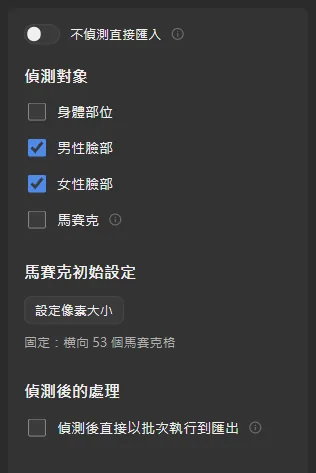 不偵測直接匯入
偵測對象
身體部位
男性臉部
女性臉部
馬賽克
馬賽克初始設定
設定像素大小
固定：橫向 53 個馬賽克格
偵測後的處理
偵測後直接以批次執行到匯出